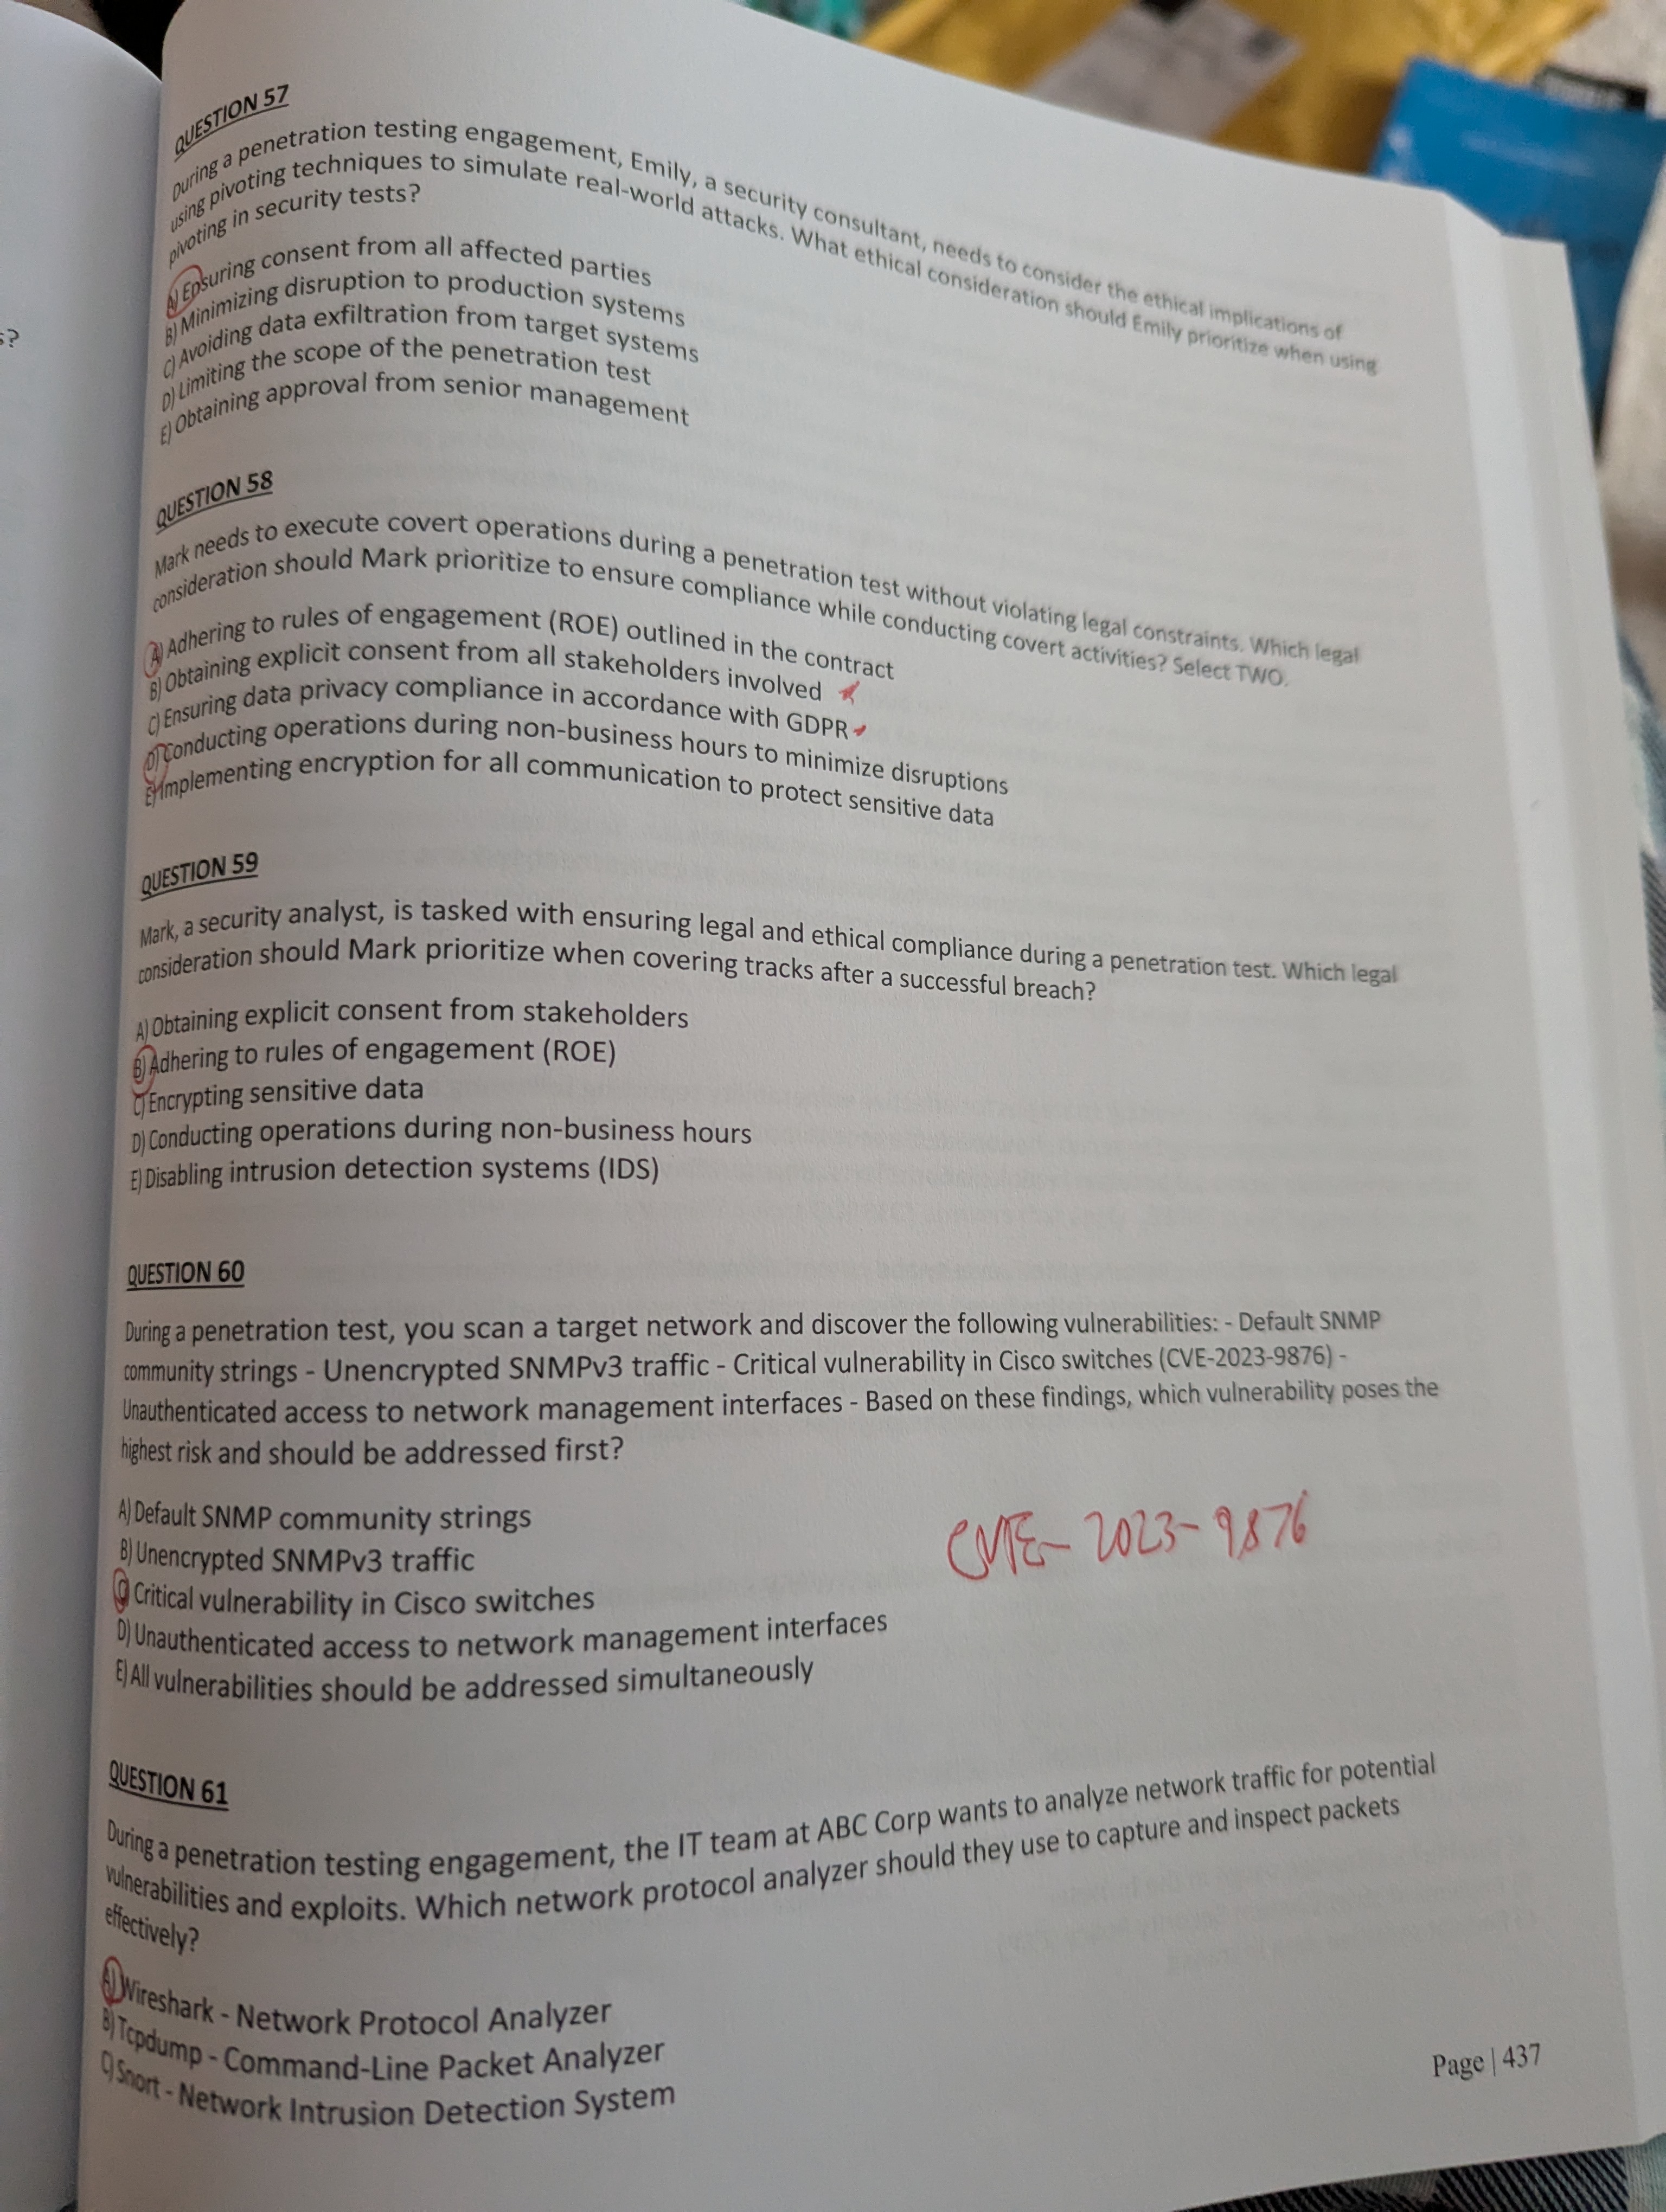 s?
QUESTION 57
During a penetration testing engagement, Emily, a security consultant, needs to consider the ethical implications of
using pivoting techniques to simulate real-world attacks. What ethical consideration should Emily prioritize when using
pivoting in security tests?
A) Ensuring consent from all affected parties
B) Minimizing disruption to production systems
C) Avoiding data exfiltration from target systems
D) Limiting the scope of the penetration test
E) Obtaining approval from senior management
QUESTION 58
Mark needs to execute covert operations during a penetration test without violating legal constraints. Which legal
consideration should Mark prioritize to ensure compliance while conducting covert activities? Select TWO.
A) Adhering to rules of engagement (ROE) outlined in the contract
B) Obtaining explicit consent from all stakeholders involved
C) Ensuring data privacy compliance in accordance with GDPR
D) Conducting operations during non-business hours to minimize disruptions
E) Implementing encryption for all communication to protect sensitive data
QUESTION 59
Mark, a security analyst, is tasked with ensuring legal and ethical compliance during a penetration test. Which legal
consideration should Mark prioritize when covering tracks after a successful breach?
A) Obtaining explicit consent from stakeholders
B) Adhering to rules of engagement (ROE)
C) Encrypting sensitive data
D) Conducting operations during non-business hours
E) Disabling intrusion detection systems (IDS)
QUESTION 60
During a penetration test, you scan a target network and discover the following vulnerabilities: - Default SNMP
community strings - Unencrypted SNMPv3 traffic - Critical vulnerability in Cisco switches (CVE-2023-9876) -
Unauthenticated access to network management interfaces - Based on these findings, which vulnerability poses the
highest risk and should be addressed first?
A) Default SNMP community strings
B) Unencrypted SNMPv3 traffic
C) Critical vulnerability in Cisco switches
D) Unauthenticated access to network management interfaces
E) All vulnerabilities should be addressed simultaneously
CVE- 2023-9876
QUESTION 61
During a penetration testing engagement, the IT team at ABC Corp wants to analyze network traffic for potential
vulnerabilities and exploits. Which network protocol analyzer should they use to capture and inspect packets
effectively?
A) Wireshark - Network Protocol Analyzer
B) Tcpdump - Command-Line Packet Analyzer
C) Snort - Network Intrusion Detection System
Page | 437